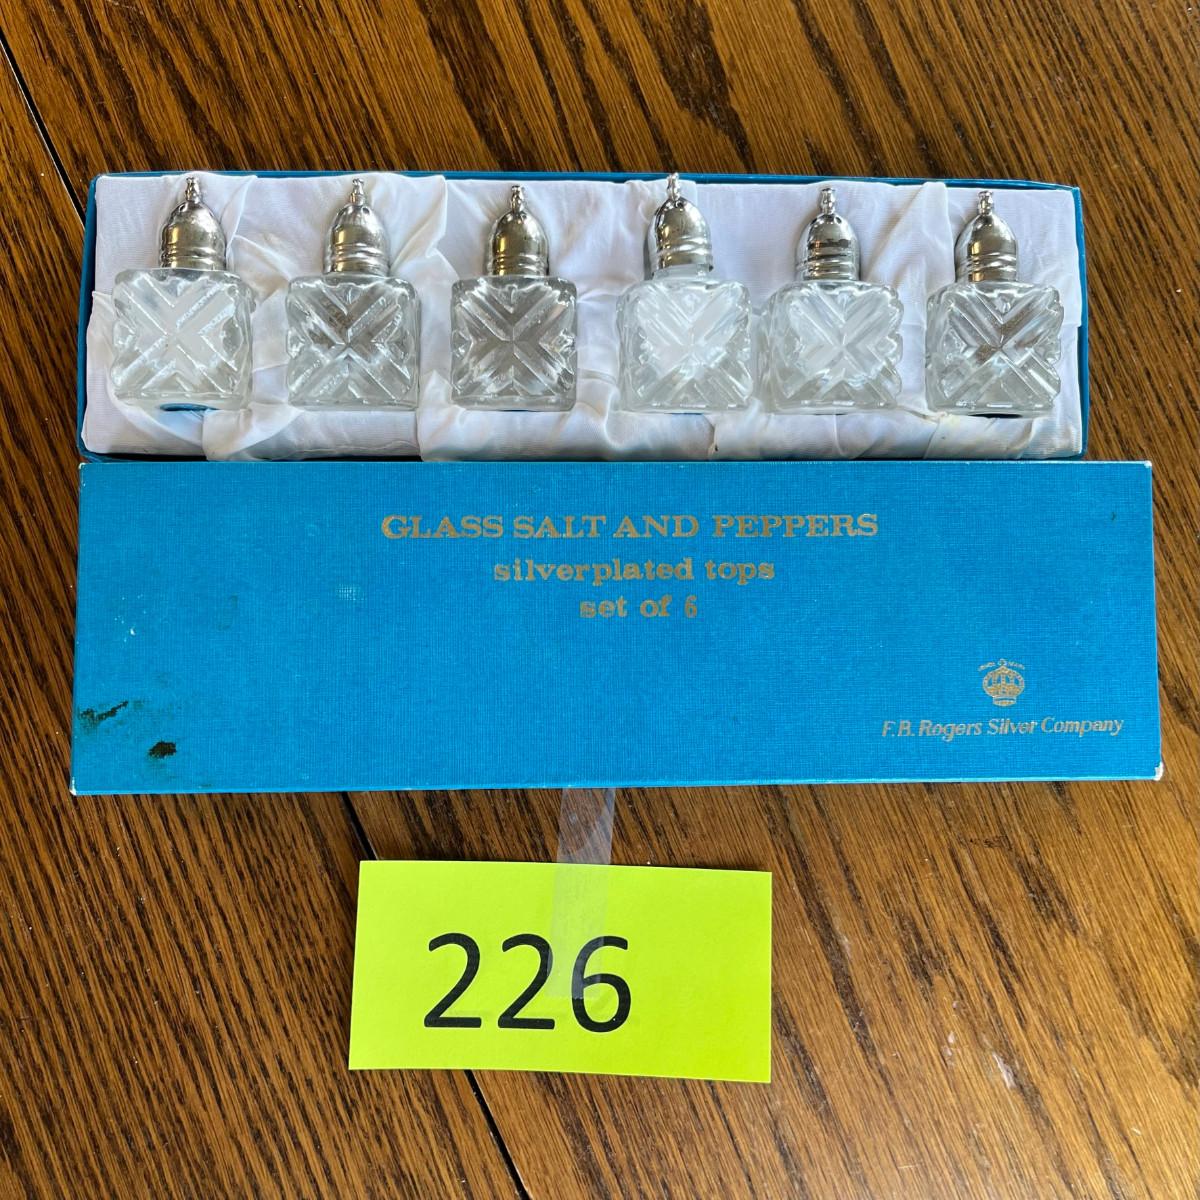 GLASS SALT AND PEPPERS
silverplated tops
set of 6
F.B. Rogers Silver Company
226